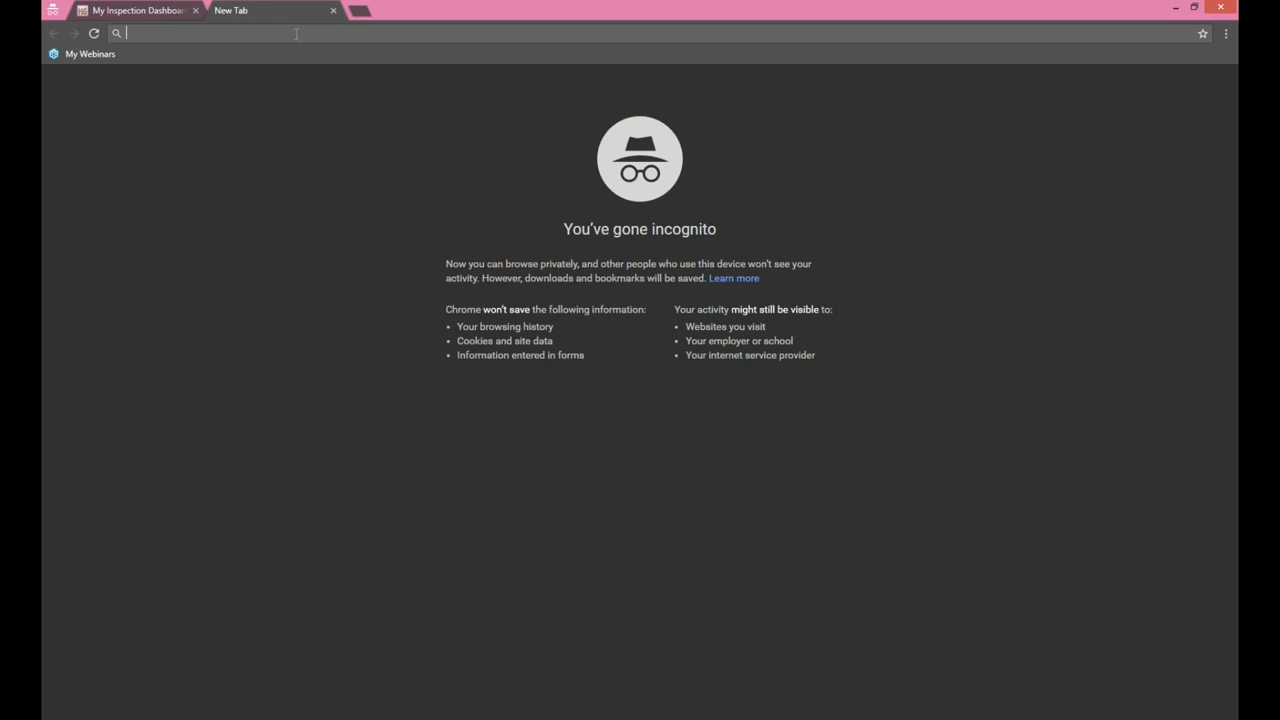 My Inspection Dashboar
New Tab
My Webinars
You've gone incognito
Now you can browse privately, and other people who use this device won't see your
activity. However, downloads and bookmarks will be saved. Learn more
Chrome won't save the following information:
• Your browsing history
• Cookies and site data
• Information entered in forms
Your activity might still be visible to:
• Websites you visit
• Your employer or school
• Your internet service provider